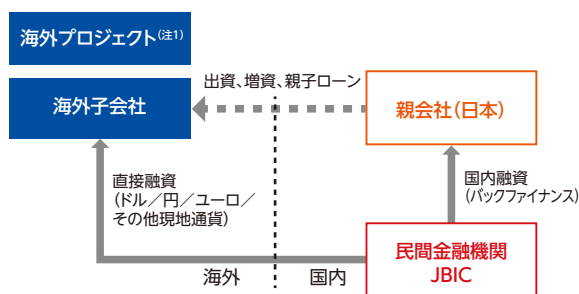 海外プロジェクト(注1)
海外子会社
出資、増資、親子ローン
親会社(日本)
直接融資
(ドル/円/ユーロ/
その他現地通貨)
国内融資
(バックファイナンス)
民間金融機関
JBIC
海外
国内